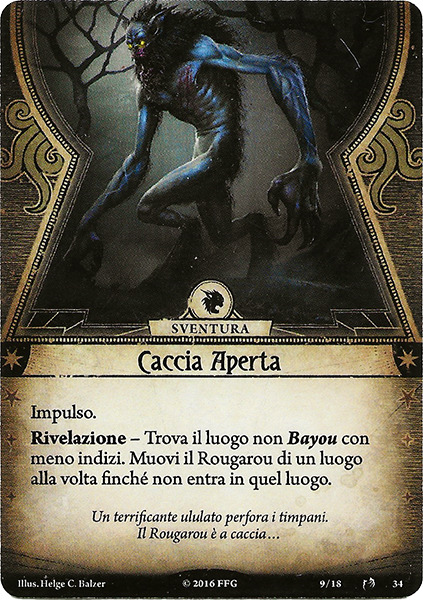 SVENTURA
Caccia Aperta
Impulso.
Rivelazione – Trova il luogo non Bayou con
meno indizi. Muovi il Rougarou di un luogo
alla volta finché non entra in quel luogo.
Un terrificante ululato perfora i timpani.
Il Rougarou è a caccia…
Illus. Helge C. Balzer © 2016 FFG 9/18 34